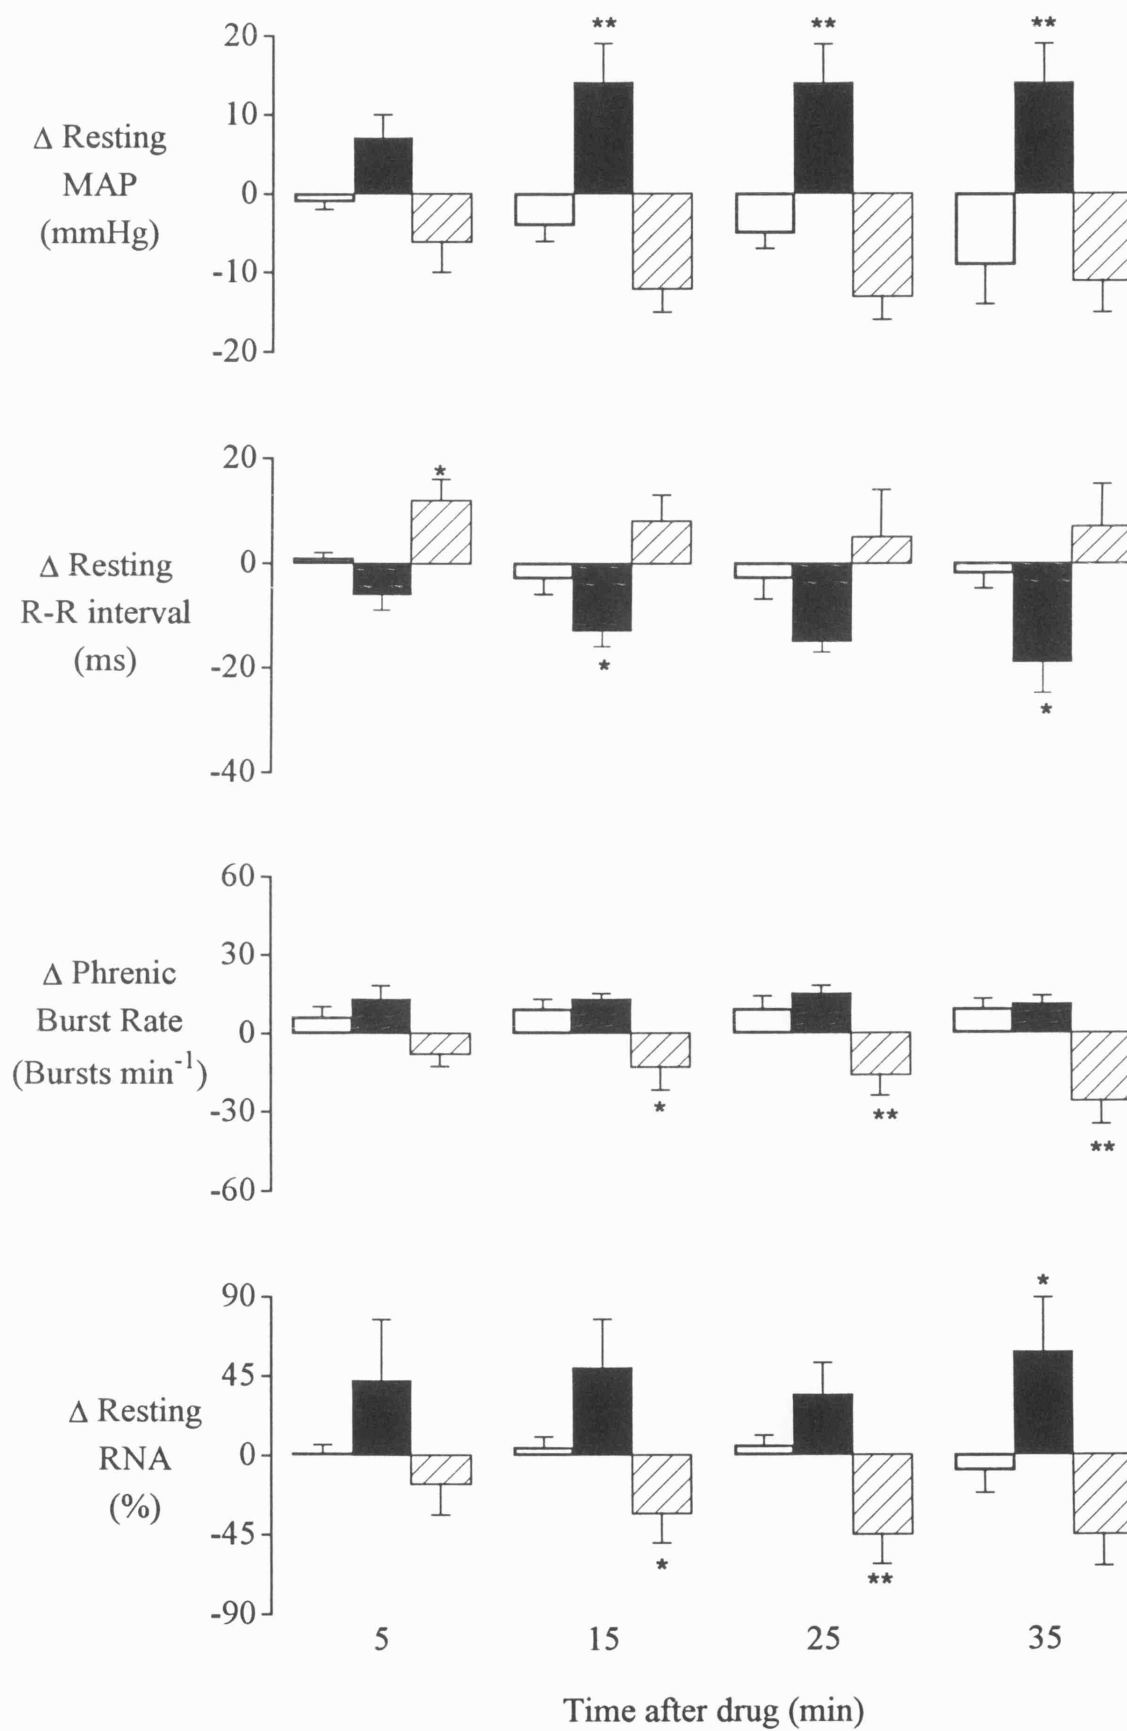 **
**
**
20
10
0
-10
-20
Δ Resting
MAP
(mmHg)
*
*
*
20
0
-20
-40
Δ Resting
R-R interval
(ms)
60
30
0
-30
-60
Δ Phrenic
Burst Rate
(Bursts min⁻¹)
*
**
**
90
45
0
-45
-90
Δ Resting
RNA
(%)
*
*
**
5 15 25 35
Time after drug (min)